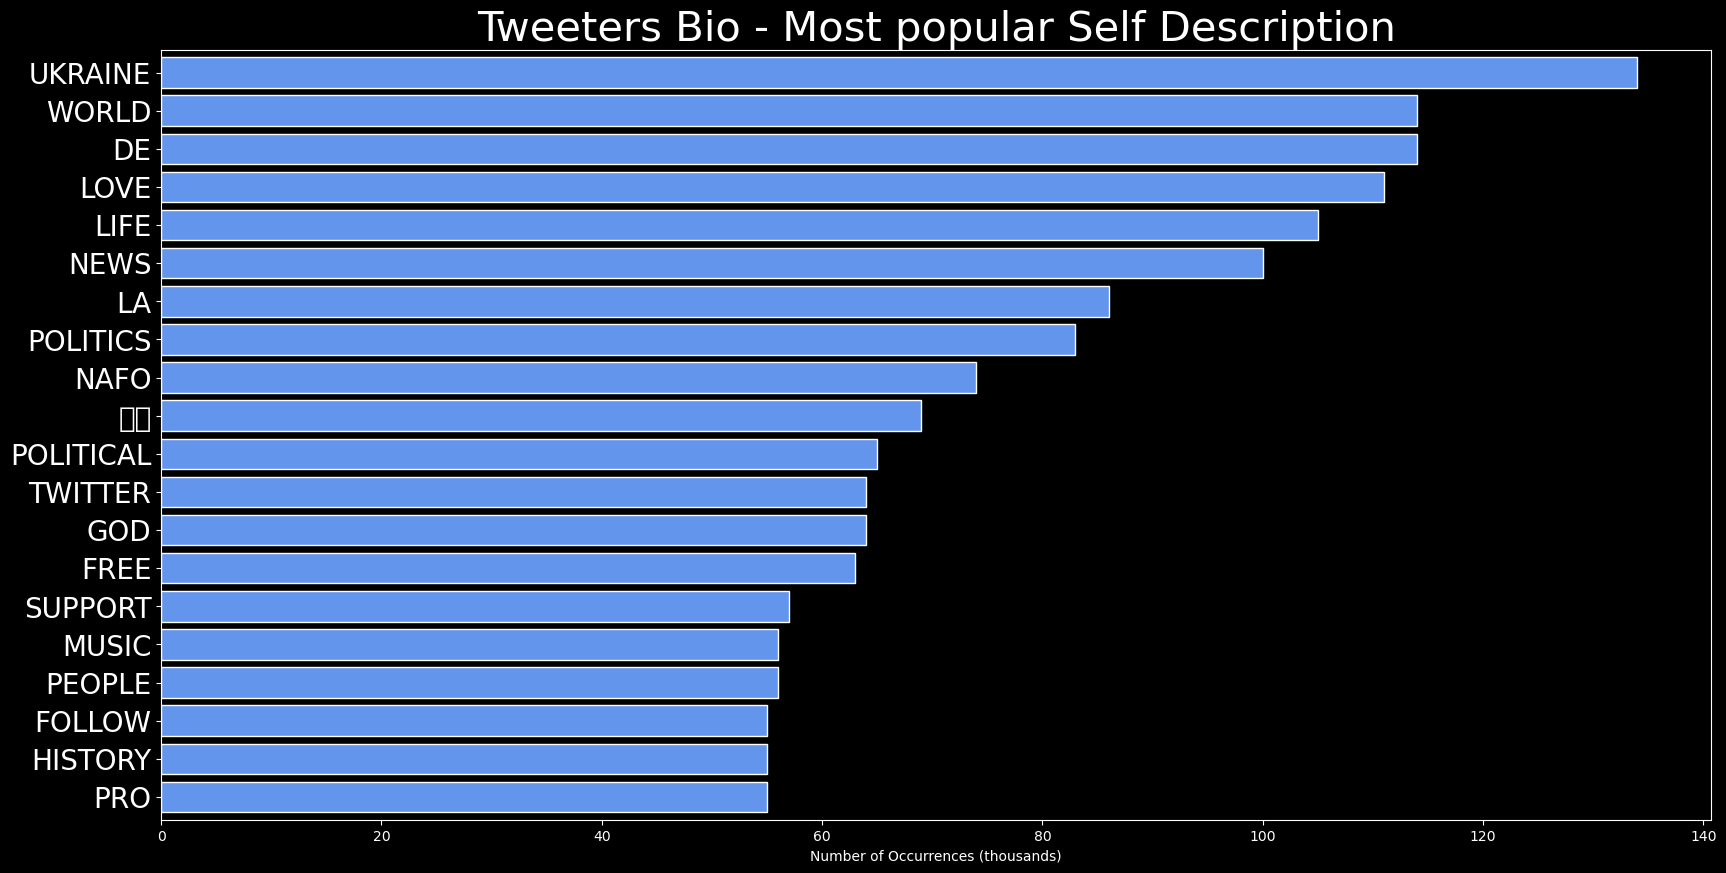 Tweeters Bio - Most popular Self Description
UKRAINE
WORLD
DE
LOVE
LIFE
NEWS
LA
POLITICS
NAFO
POLITICAL
TWITTER
GOD
FREE
SUPPORT
MUSIC
PEOPLE
FOLLOW
HISTORY
PRO
0 20 40 60 80 100 120 140
Number of Occurrences (thousands)